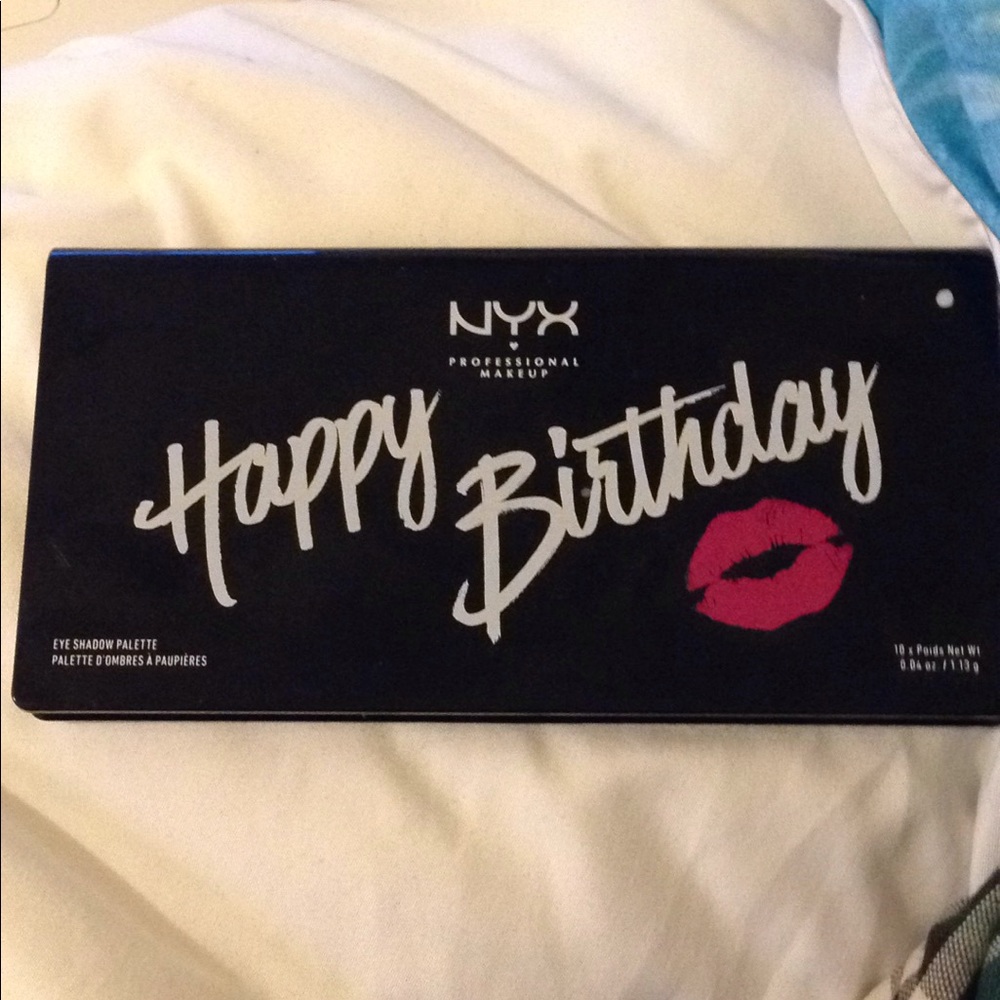 NYX
PROFESSIONAL
MAKEUP
Happy
Birthday
EYE SHADOW PALETTE
PALETTE D'OMBRES À PAUPIÈRES
10 x Poids Net Wt
0.04 oz. / 1.13 g